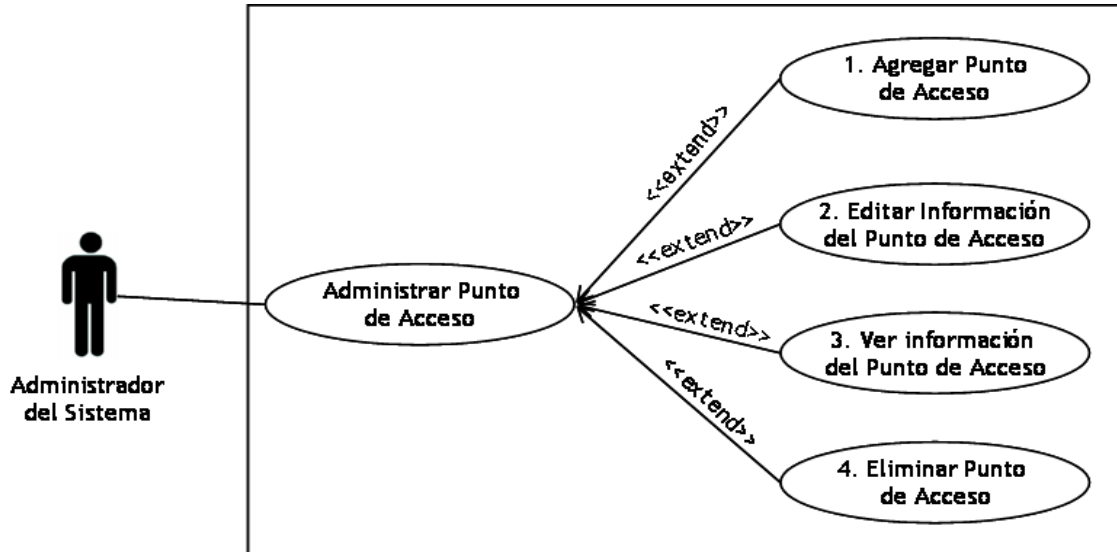 1. Agregar Punto
de Acceso
<<extend>>
2. Editar Información
del Punto de Acceso
<<extend>>
Administrar Punto
de Acceso
<<extend>>
3. Ver información
del Punto de Acceso
Administrador
del Sistema
<<extend>>
4. Eliminar Punto
de Acceso